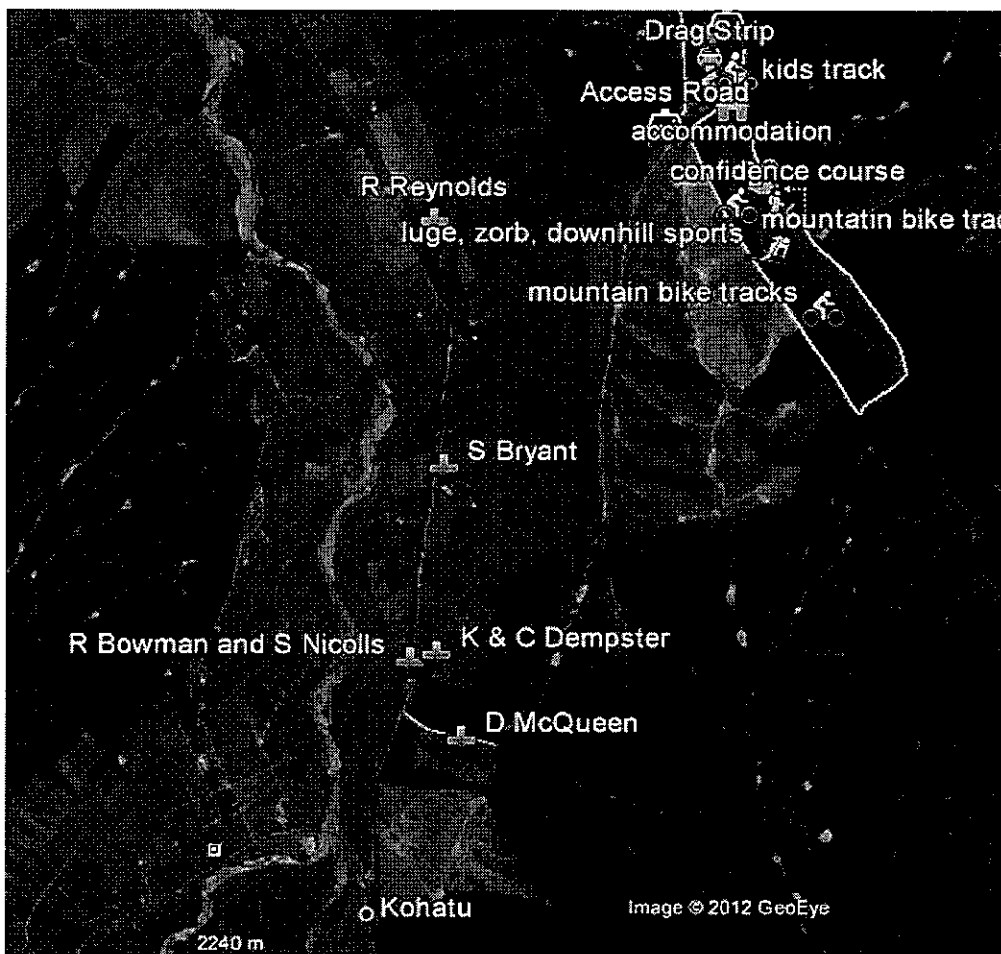 Drag Strip
kids track
Access Road
accommodation
confidence course
R Reynolds
mountatin bike trac
luge, zorb, downhill sports
mountain bike tracks
S Bryant
K & C Dempster
R Bowman and S Nicolls
D McQueen
Kohatu
Image © 2012 GeoEye
2240 m